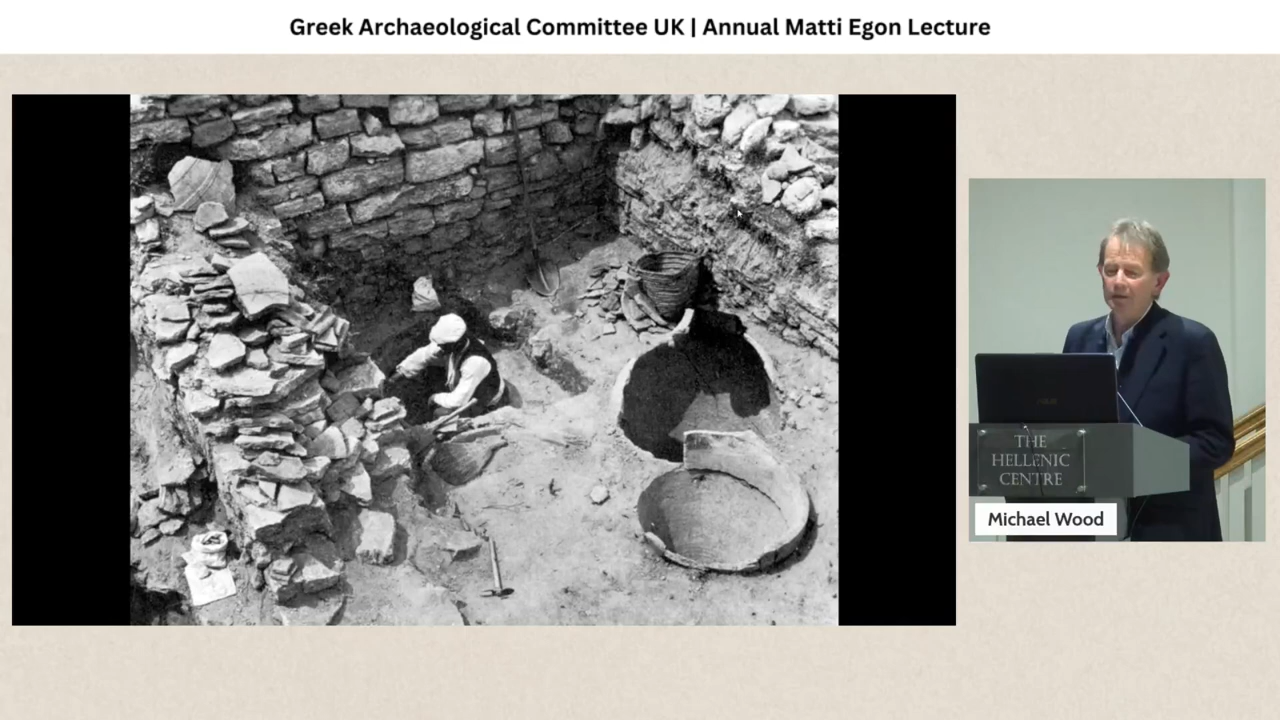 Greek Archaeological Committee UK | Annual Matti Egon Lecture
THE
HELLENIC
CENTRE
Michael Wood